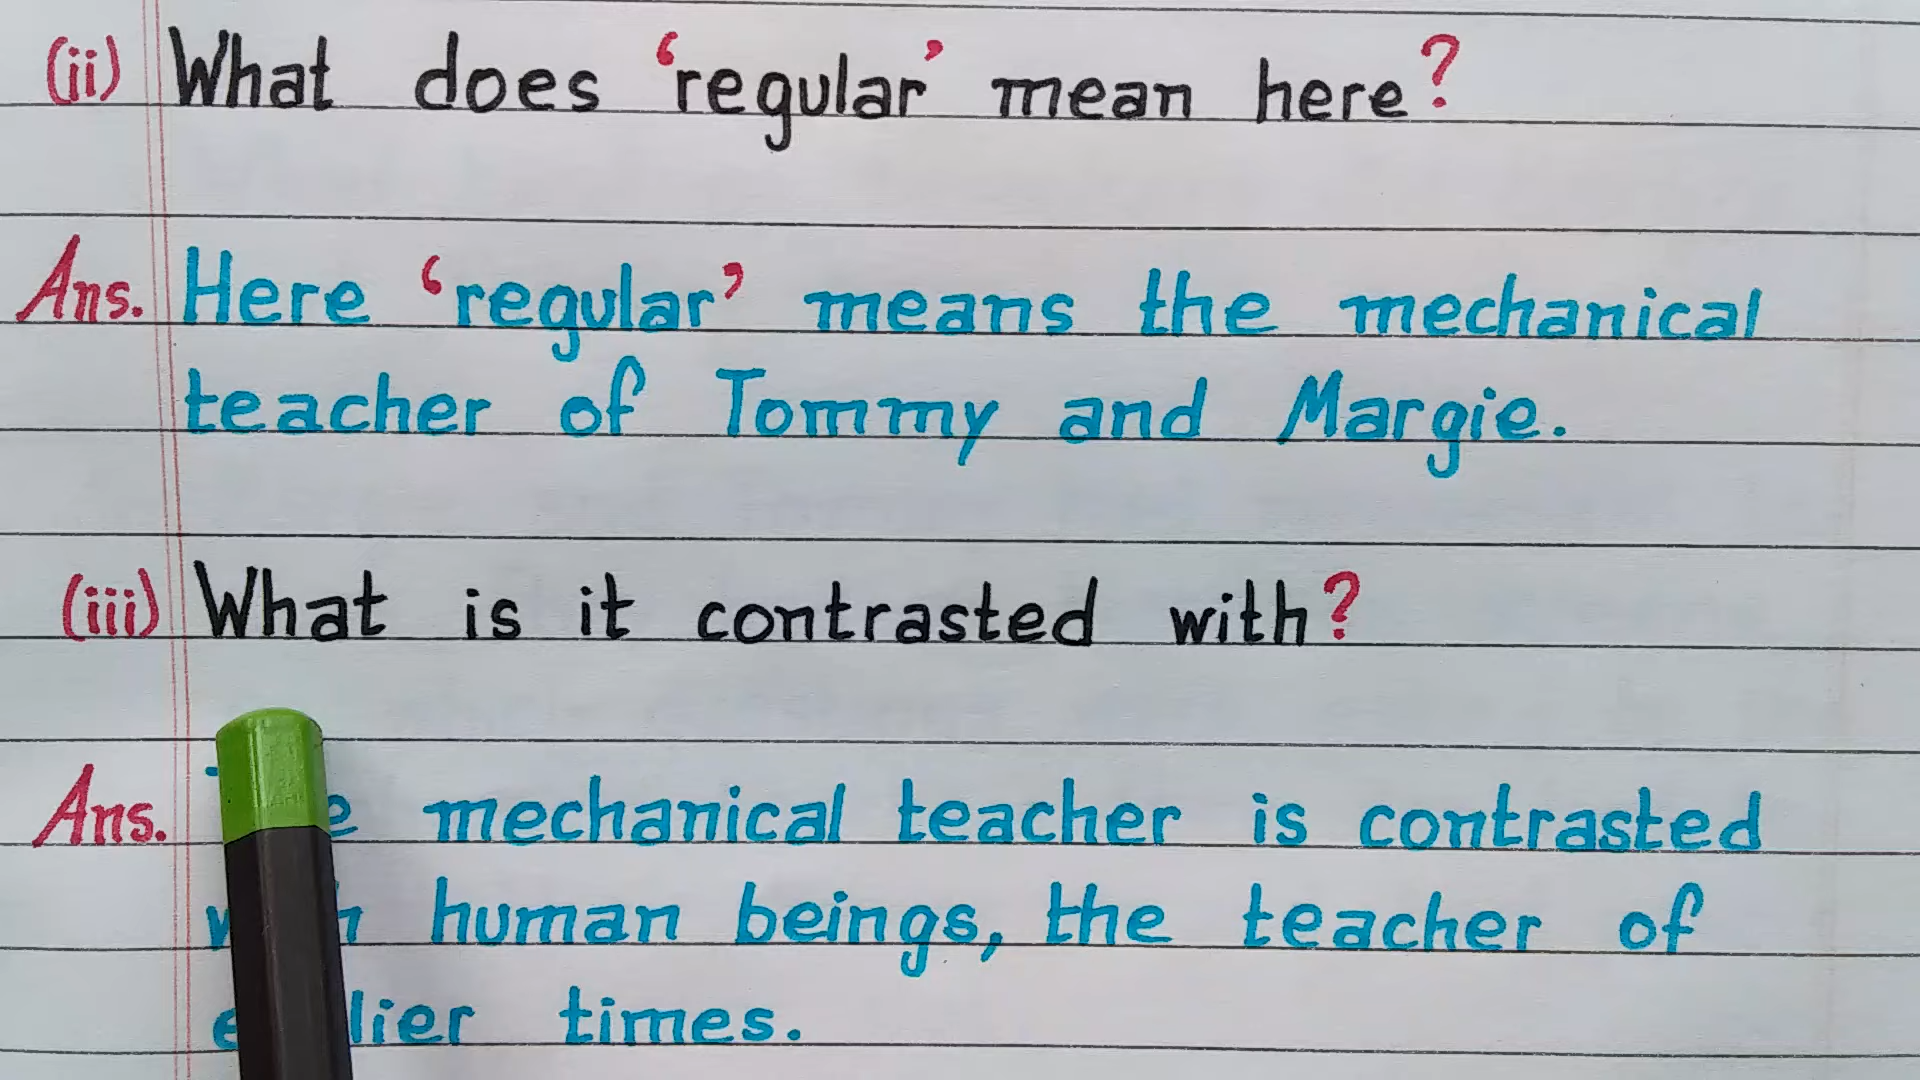 (ii) What does ‘regular’ mean here?
Ans. Here ‘regular’ means the mechanical
teacher of Tommy and Margie.
(iii) What is it contrasted with?
Ans. mechanical teacher is contrasted
human beings, the teacher of
times.